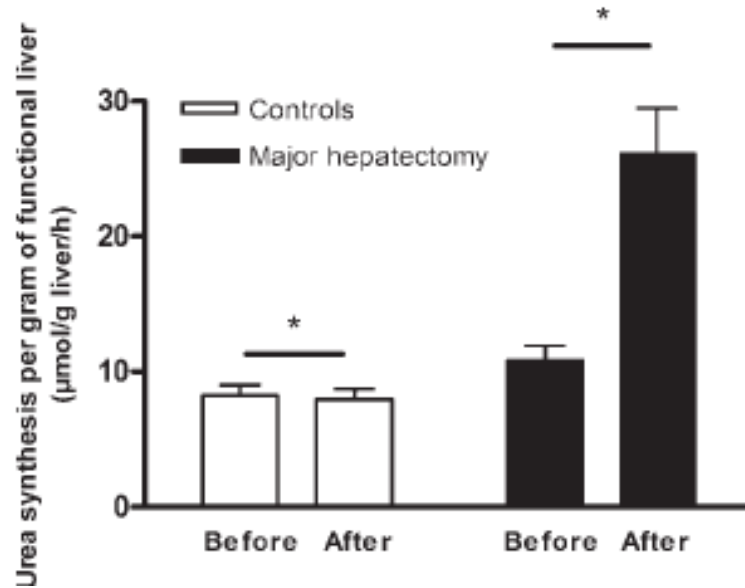 Urea synthesis per gram of functional liver
(µmol/g liver/h)
*
Controls
Major hepatectomy
30
20
*
10
0
Before After Before After